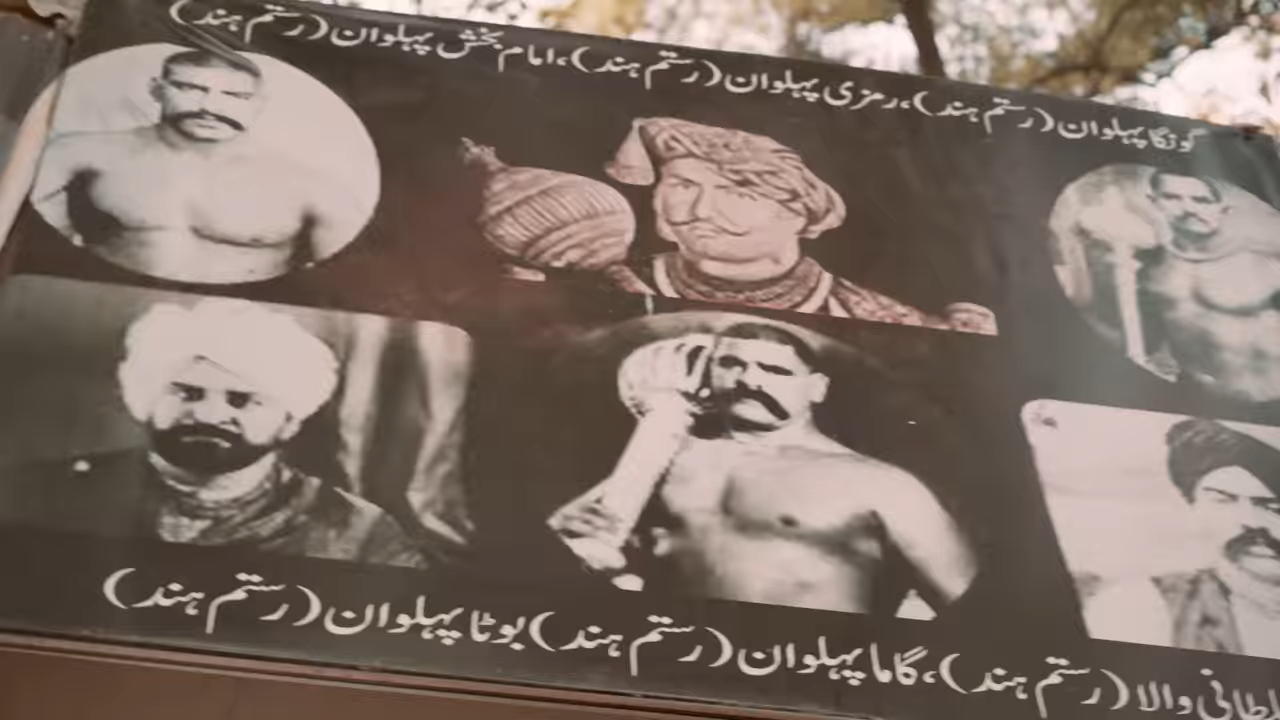 گونگا پہلوان (رستم ہند)، رمزی پہلوان (رستم ہند)، امام بخش پہلوان (رستم ہند)
والا (رستم ہند)، گاما پہلوان (رستم ہند) بوٹا پہلوان (رستم ہند)